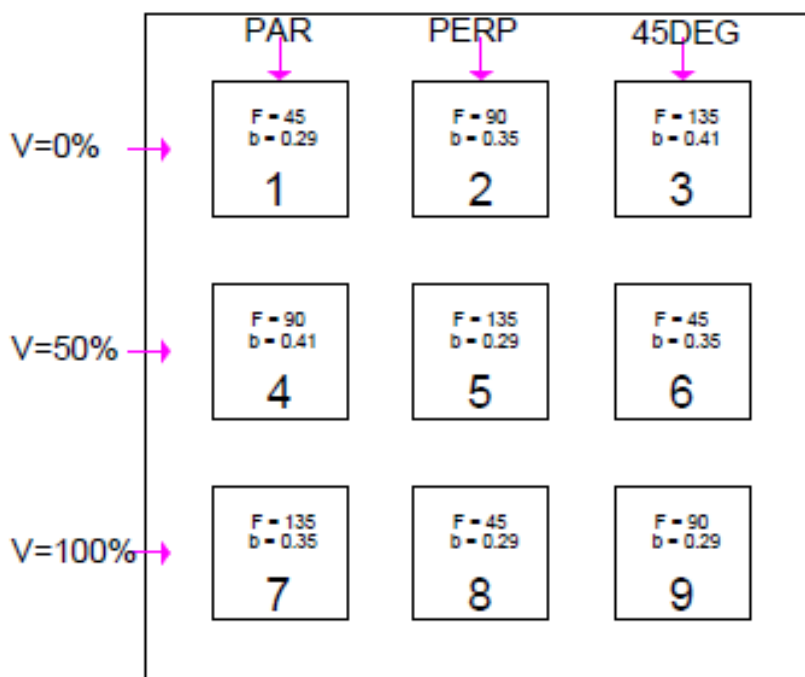 PAR PERP 45DEG
V=0%
F = 45
b = 0.29
1
F = 90
b = 0.35
2
F = 135
b = 0.41
3
V=50%
F = 90
b = 0.41
4
F = 135
b = 0.29
5
F = 45
b = 0.35
6
V=100%
F = 135
b = 0.35
7
F = 45
b = 0.29
8
F = 90
b = 0.29
9